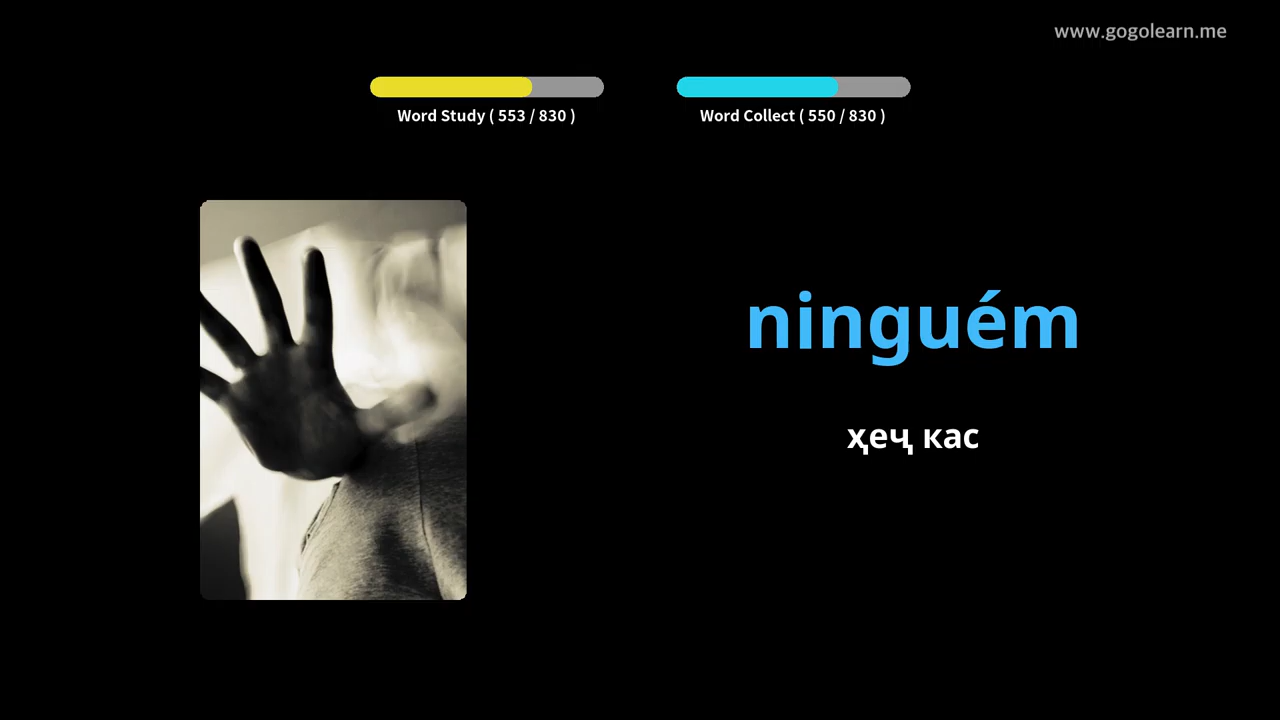 www.gogolearn.me
Word Study ( 553 / 830 )
Word Collect ( 550 / 830 )
ninguém
ҳеҷ кас